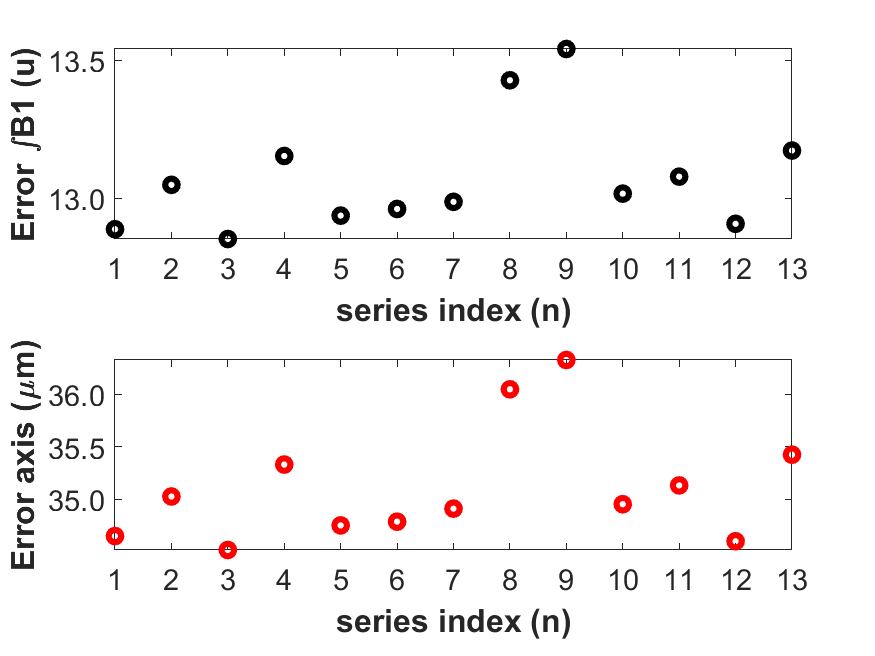 Error ∫B1 (u)
13.5
13.0
1 2 3 4 5 6 7 8 9 10 11 12 13
series index (n)
Error axis (μm)
36.0
35.5
35.0
1 2 3 4 5 6 7 8 9 10 11 12 13
series index (n)